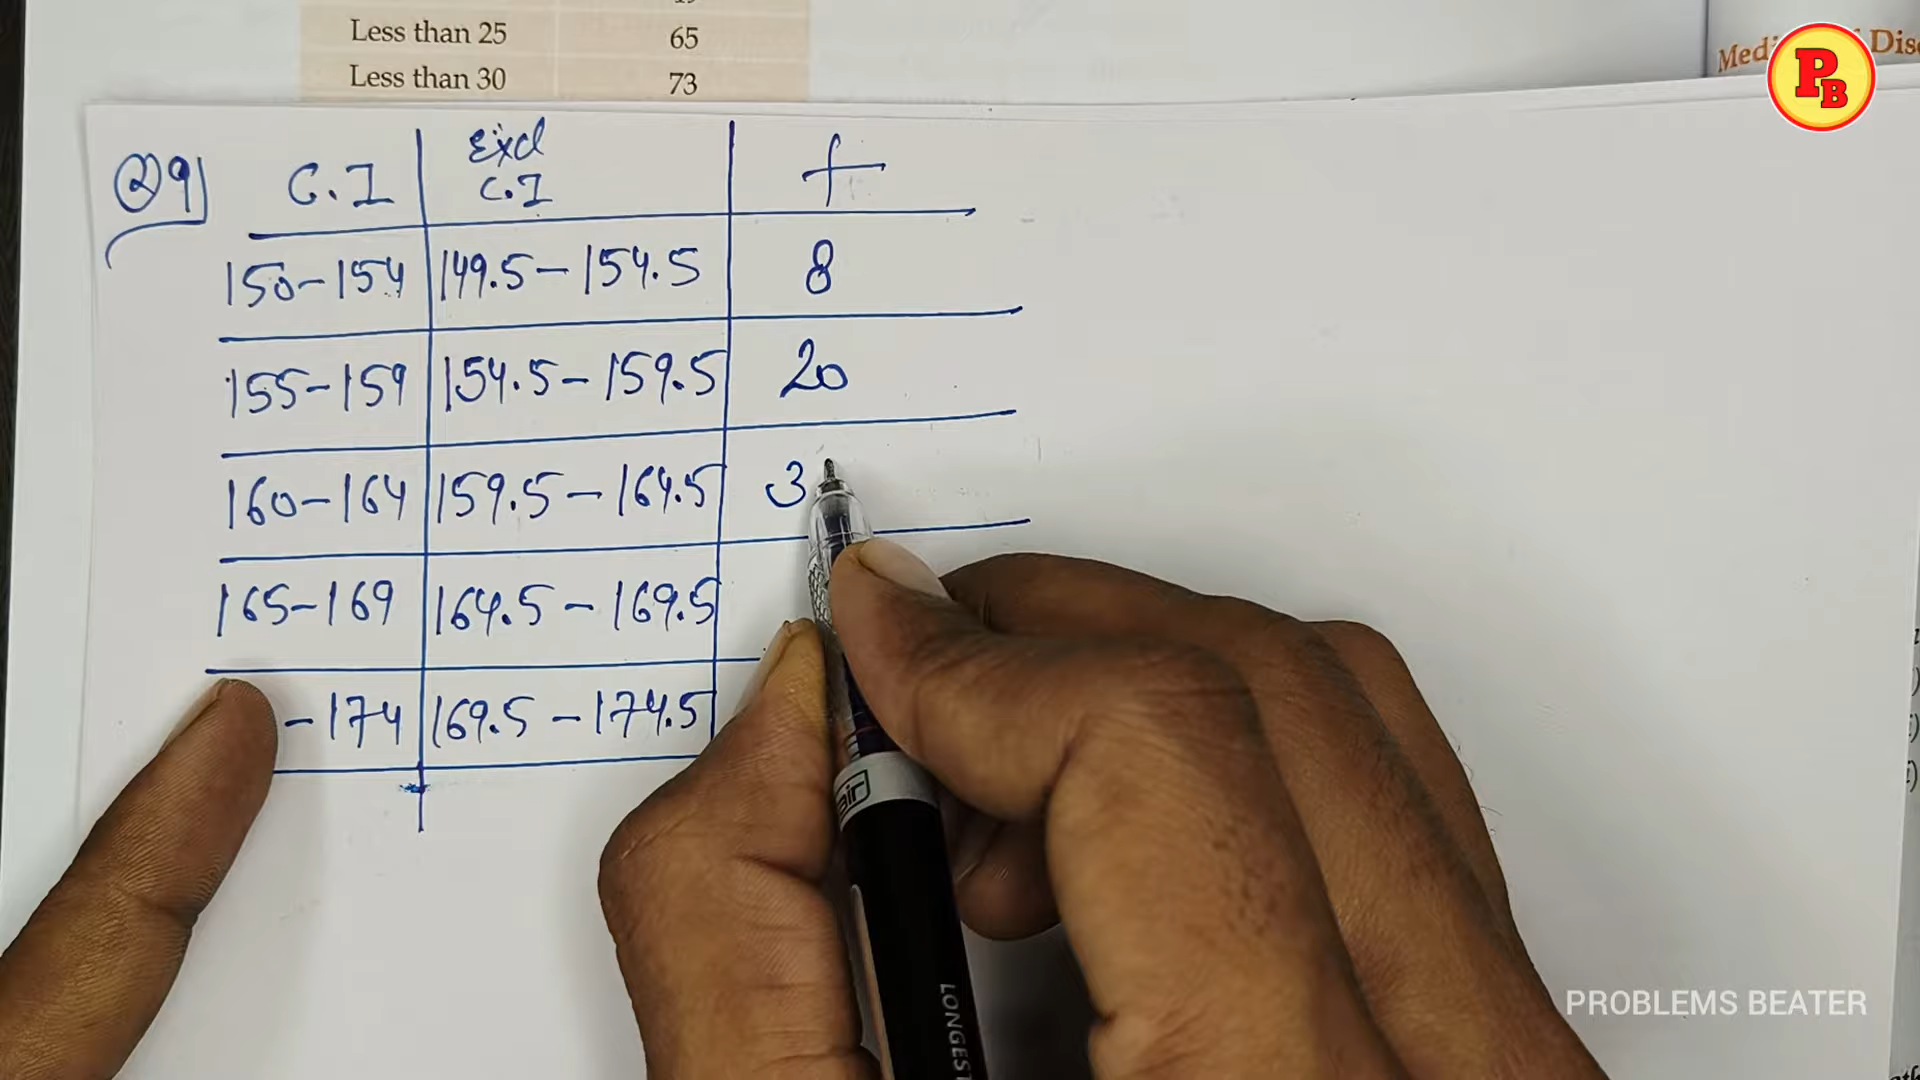 Less than 25 65
Less than 30 73
PB
Q9 C.I Excl C.I f
150-154 149.5-154.5 8
155-159 154.5-159.5 20
160-164 159.5-164.5 3
165-169 164.5-169.5
-174 169.5-174.5
LONGEST
PROBLEMS BEATER